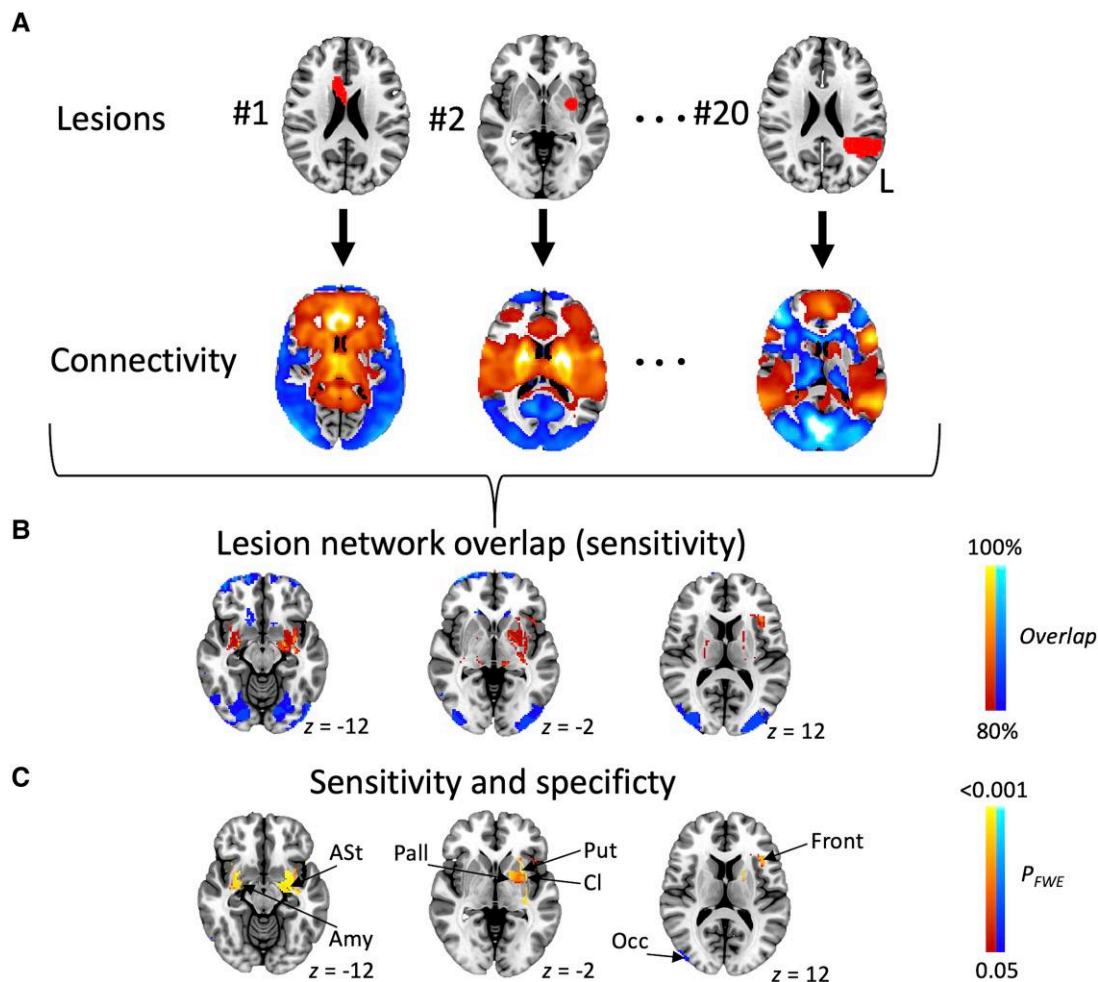 A
Lesions
#1
#2
...
#20
L
Connectivity
...
B
Lesion network overlap (sensitivity)
100%
Overlap
80%
z = -12
z = -2
z = 12
C
Sensitivity and specificty
<0.001
P_FWE
0.05
ASt
Amy
z = -12
Pall
Put
Cl
z = -2
Front
Occ
z = 12